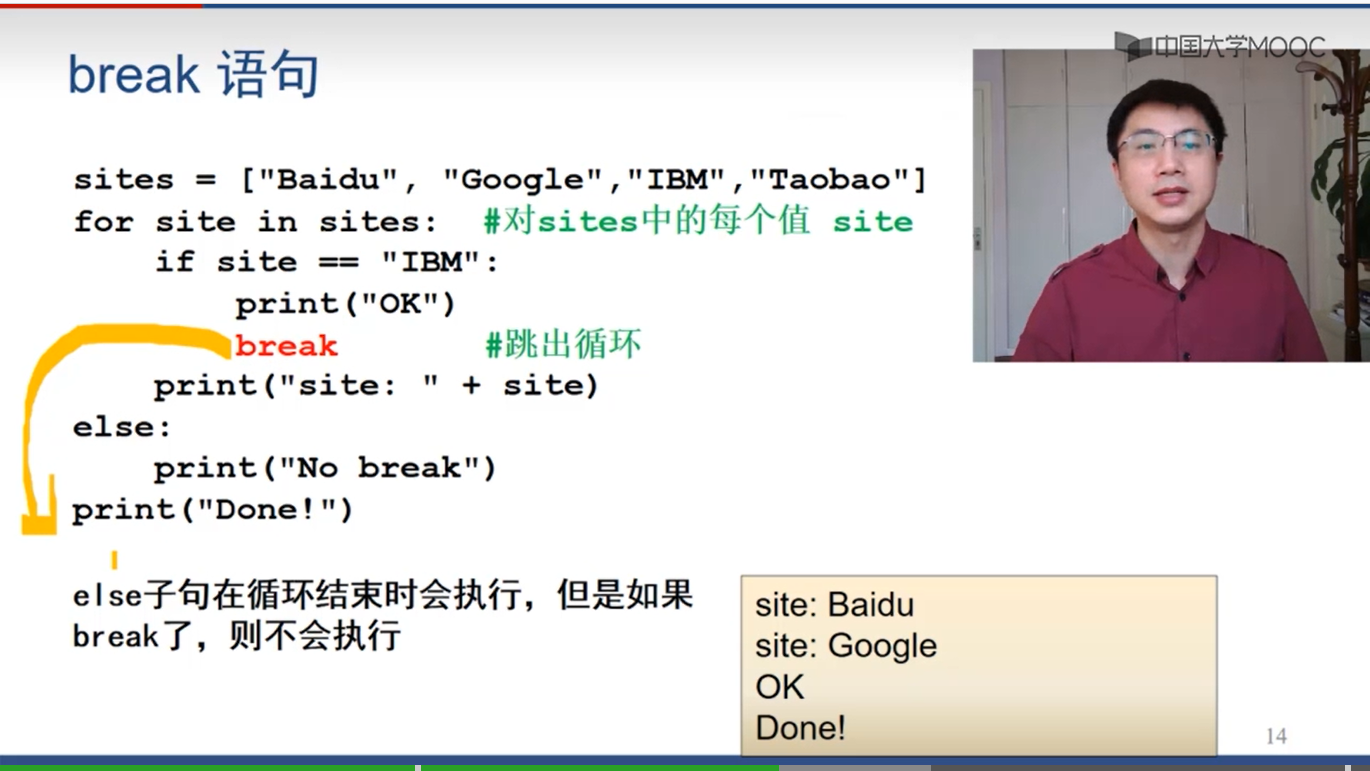 中国大学MOOC
break 语句
sites = ["Baidu", "Google","IBM","Taobao"]
for site in sites:  #对sites中的每个值 site
    if site == "IBM":
        print("OK")
        break       #跳出循环
    print("site: " + site)
else:
    print("No break")
print("Done!")
else子句在循环结束时会执行，但是如果
break了，则不会执行
site: Baidu
site: Google
OK
Done!
14